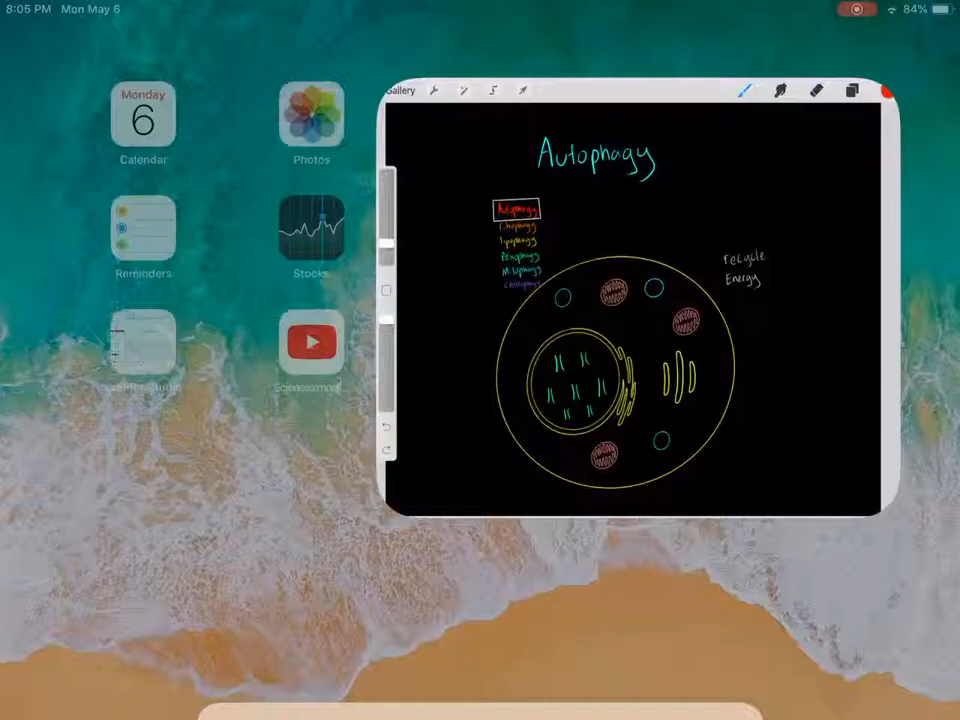 8:05 PM Mon May 6
84%
Monday
6
Calendar
Photos
Reminders
Stocks
Gallery
Autophagy
Autophagy
lipophagy
Pexophagy
Mitophagy
recycle
Energy